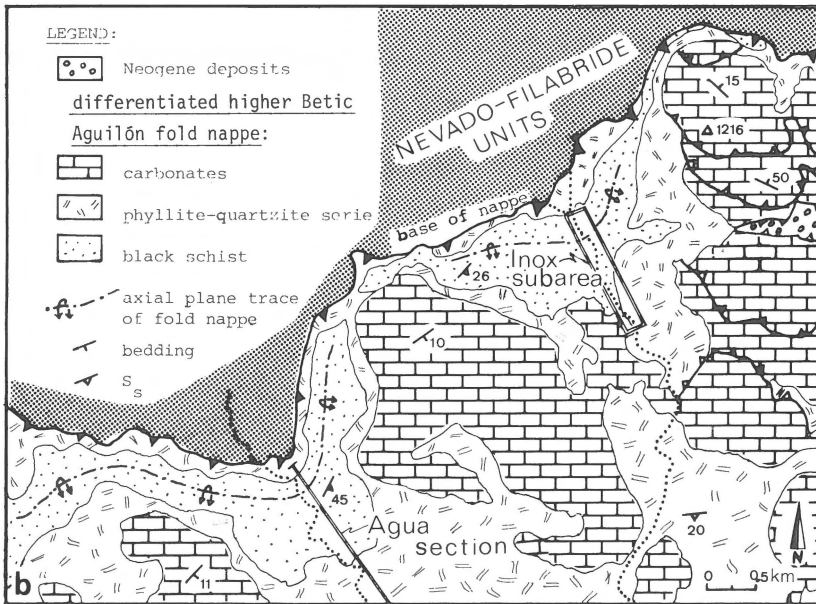 LEGEND:
Neogene deposits
differentiated higher Betic
Aguilón fold nappe:
carbonates
phyllite-quartzite serie
black schist
axial plane trace
of fold nappe
bedding
Ss
NEVADO-FILABRIDE
UNITS
base of nappe
Inox
subarea
Agua
section
15
1216
50
26
10
45
20
11
b
N
0 0.5km